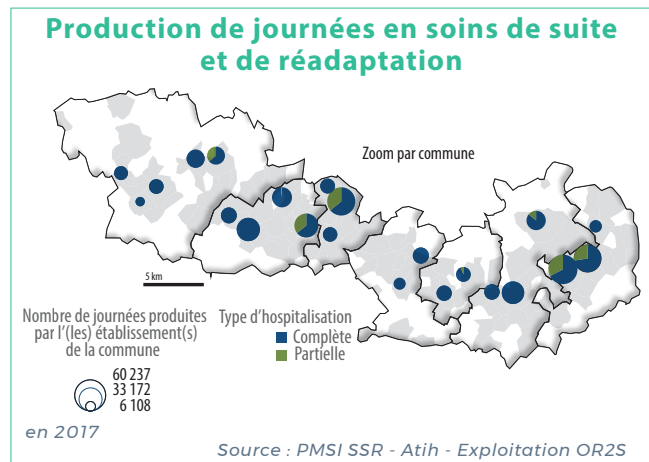 Production de journées en soins de suite
et de réadaptation
Zoom par commune
5 km
Nombre de journées produites
par l'(les) établissement(s)
de la commune
60 237
33 172
6 108
Type d'hospitalisation
Complète
Partielle
en 2017
Source : PMSI SSR - Atih - Exploitation OR2S